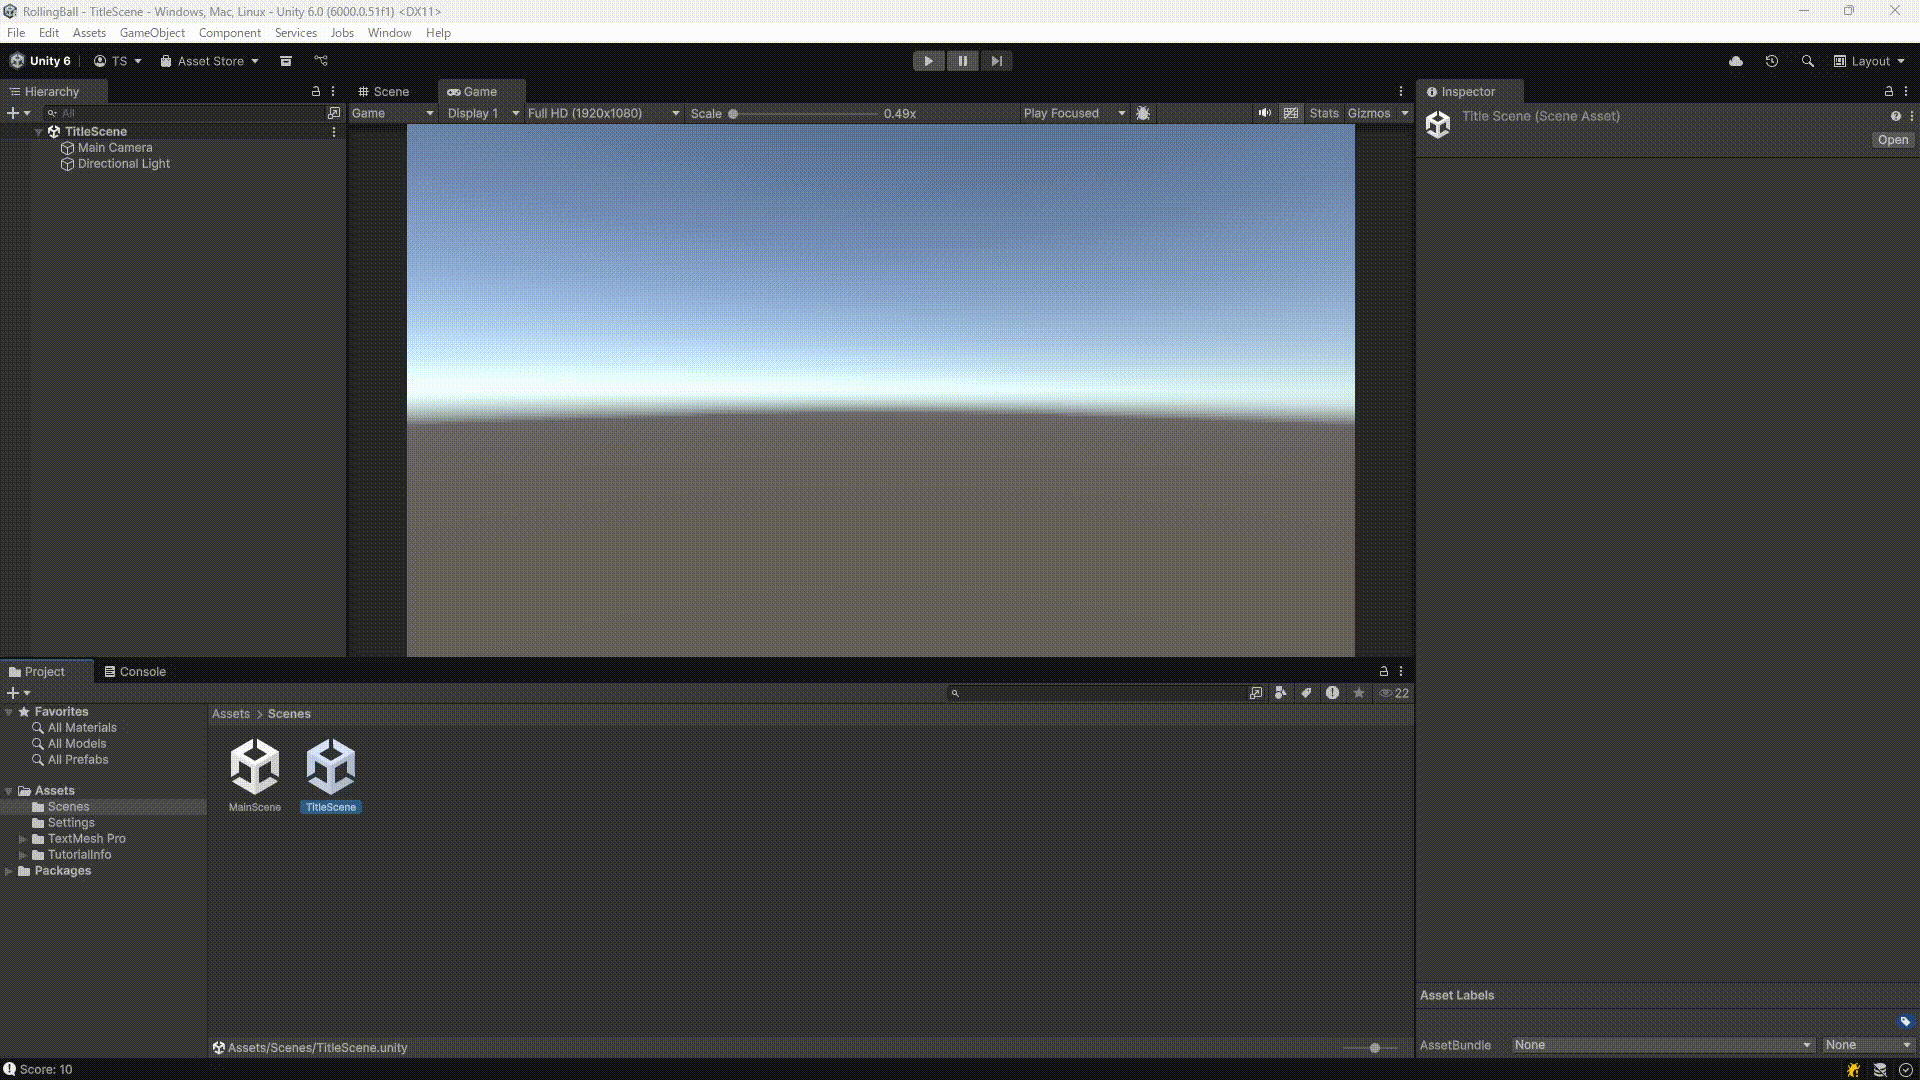 RollingBall - TitleScene - Windows, Mac, Linux - Unity 6.0 (6000.0.51f1) <DX11>
File Edit Assets GameObject Component Services Jobs Window Help
Unity 6 TS Asset Store Layout
Hierarchy
All
TitleScene
Main Camera
Directional Light
Scene Game
Game Display 1 Full HD (1920x1080) Scale 0.49x Play Focused Stats Gizmos
Inspector
Title Scene (Scene Asset)
Open
Project Console
22
Favorites
All Materials
All Models
All Prefabs
Assets
Scenes
Settings
TextMesh Pro
TutorialInfo
Packages
Assets > Scenes
MainScene TitleScene
Assets/Scenes/TitleScene.unity
Asset Labels
AssetBundle None None
Score: 10